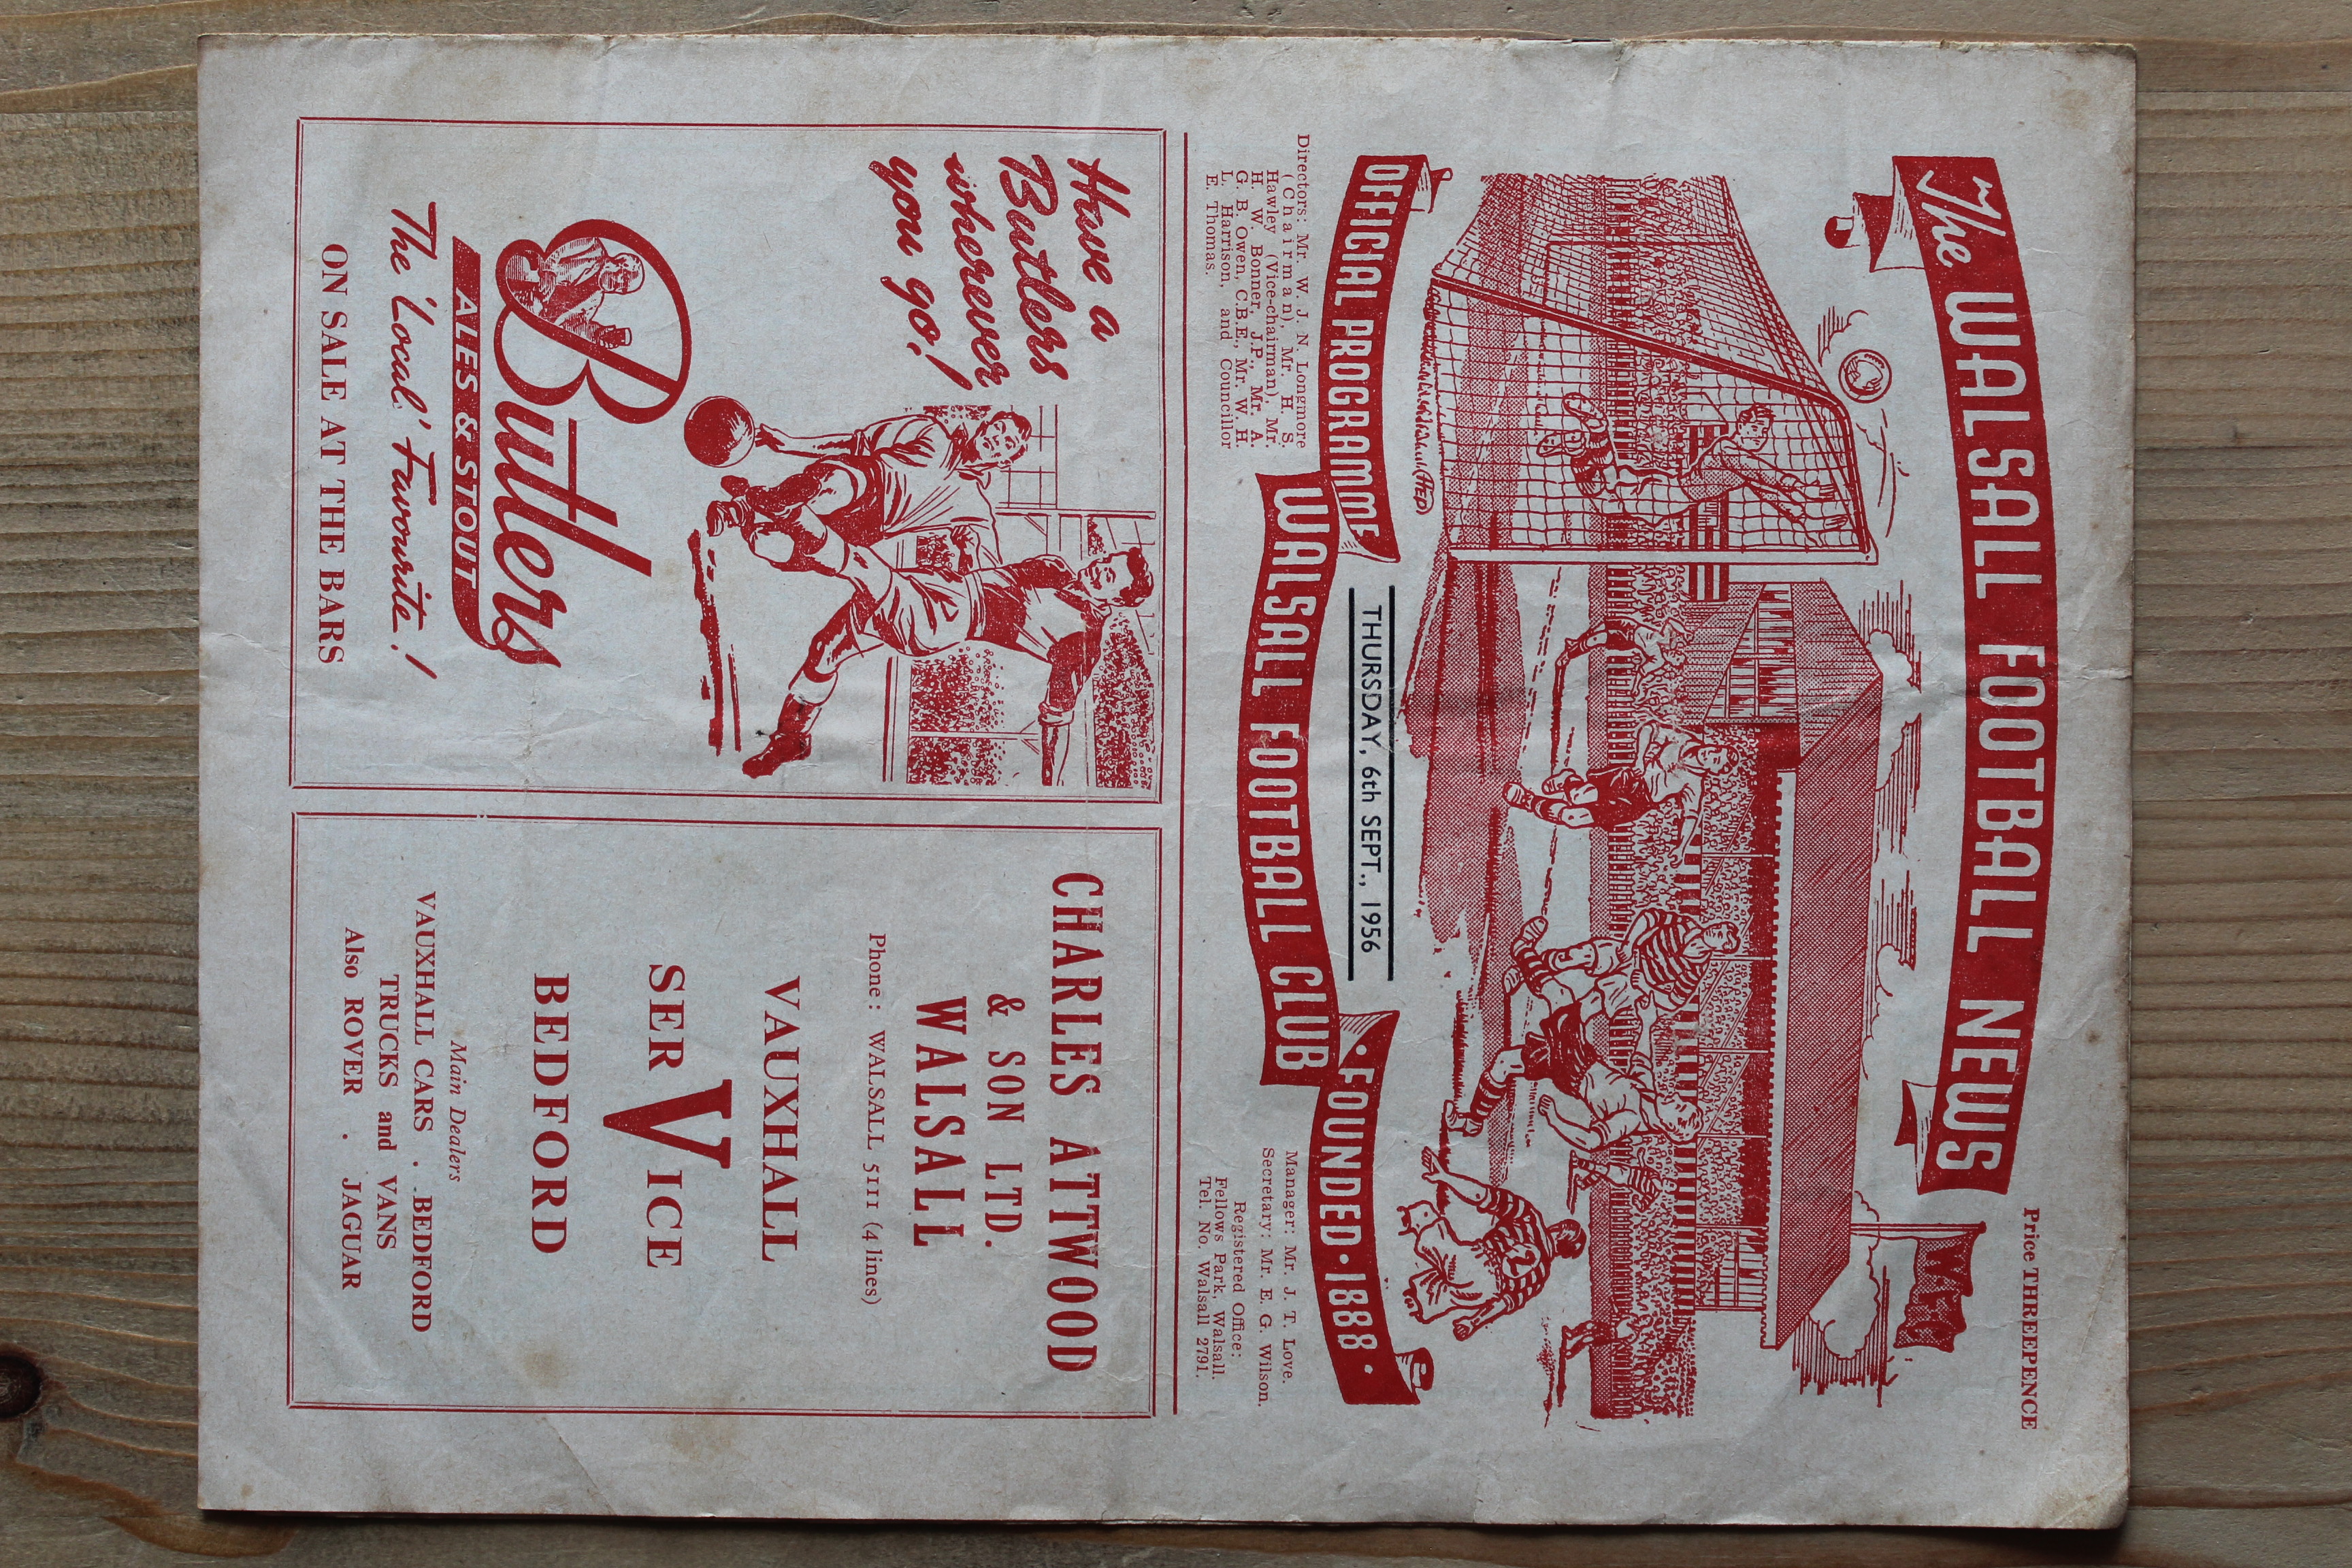 Price THREEPENCE
The WALSALL FOOTBALL NEWS
W.F.C
2
HED
THURSDAY, 6th SEPT., 1956
OFFICIAL PROGRAMME
WALSALL FOOTBALL CLUB
• FOUNDED • 1888 •
Directors: Mr. W. J. N. Longmore
(Chairman), Mr. H. S.
Hawley (Vice-chairman), Mr.
H. W. Bonner, J.P., Mr. A.
G. B. Owen, C.B.E., Mr. W. H.
L. Harrison, and Councillor
E. Thomas.
Manager: Mr. J. T. Love.
Secretary: Mr. E. G. Wilson.
Registered Office:
Fellows Park, Walsall.
Tel. No. Walsall 2791.
Have a
Butlers
wherever
you go!
Butlers
ALES & STOUT
The 'Local' Favourite!
ON SALE AT THE BARS
CHARLES ATTWOOD
& SON LTD.
WALSALL
Phone: WALSALL 5111 (4 lines)
VAUXHALL
SERVICE
BEDFORD
Main Dealers
VAUXHALL CARS . BEDFORD
TRUCKS and VANS
Also ROVER . JAGUAR